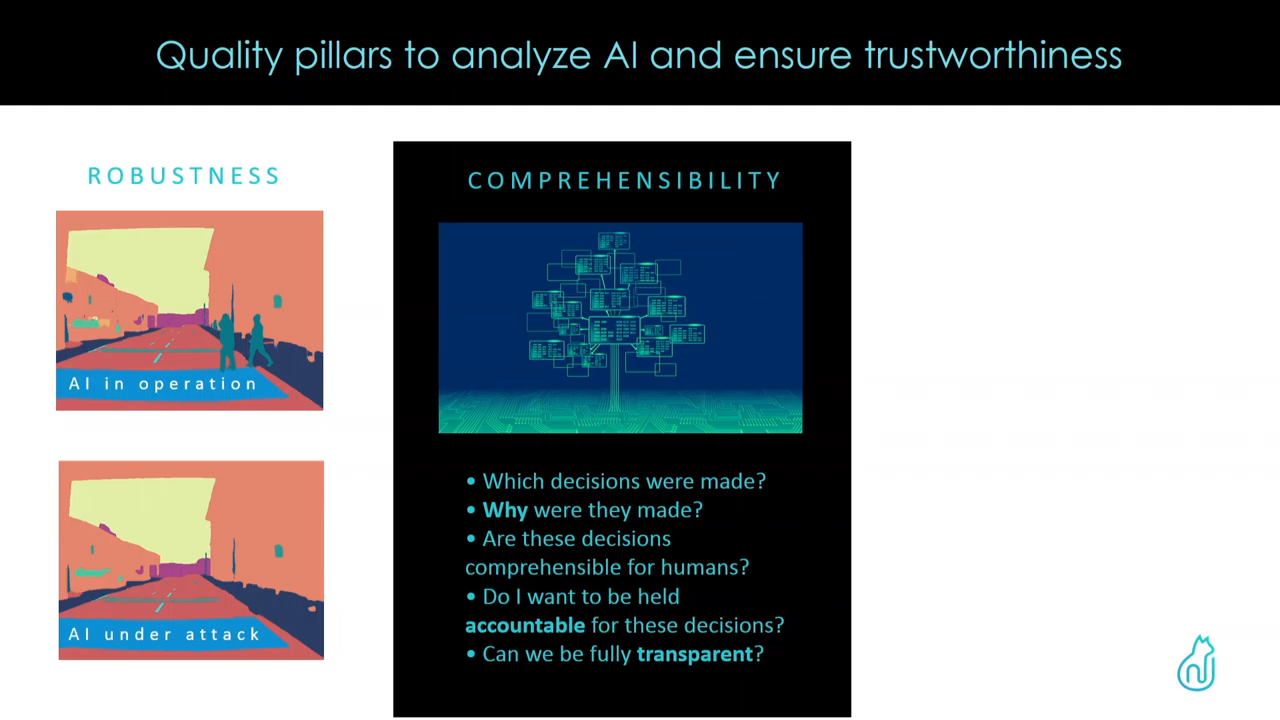 Quality pillars to analyze AI and ensure trustworthiness
ROBUSTNESS
AI in operation
AI under attack
COMPREHENSIBILITY
• Which decisions were made?
• Why were they made?
• Are these decisions
comprehensible for humans?
• Do I want to be held
accountable for these decisions?
• Can we be fully transparent?